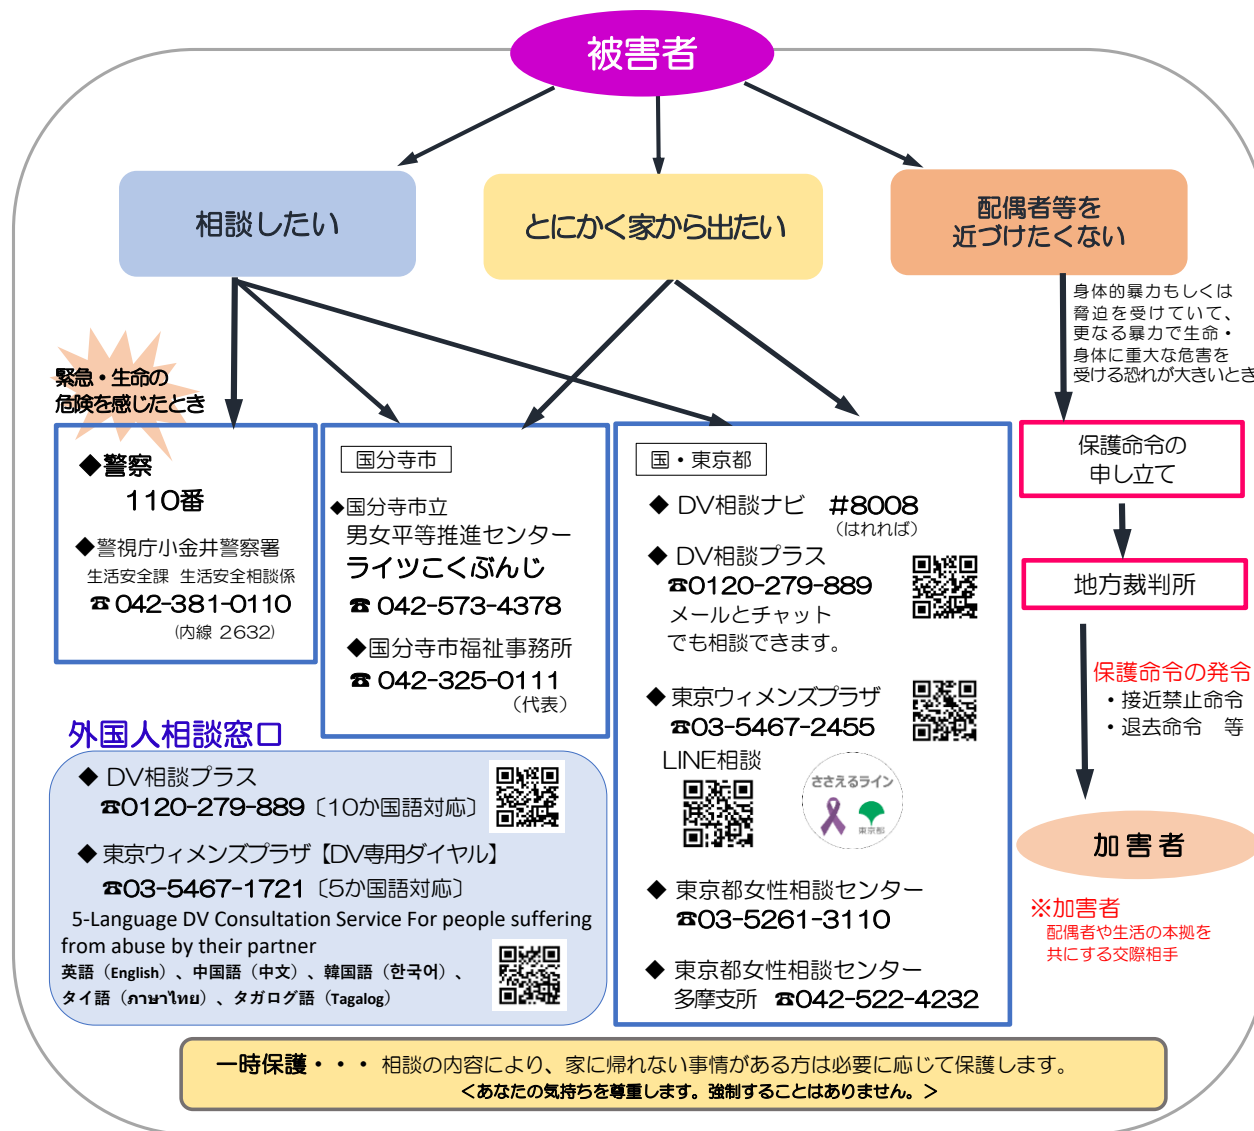 被害者
相談したい
とにかく家から出たい
配偶者等を
近づけたくない
身体的暴力もしくは
脅迫を受けていて、
更なる暴力で生命・
身体に重大な危害を
受ける恐れが大きいとき
緊急・生命の
危険を感じたとき
◆警察
110番
◆警視庁小金井警察署
生活安全課 生活安全相談係
☎042-381-0110
(内線 2632)
国分寺市
◆国分寺市立
男女平等推進センター
ライツこくぶんじ
☎ 042-573-4378
◆国分寺市福祉事務所
☎ 042-325-0111
（代表）
国・東京都
◆ DV相談ナビ #8008
（はれれば）
◆ DV相談プラス
☎0120-279-889
メールとチャット
でも相談できます。
◆ 東京ウィメンズプラザ
☎03-5467-2455
LINE相談
ささえるライン
東京都
◆ 東京都女性相談センター
☎03-5261-3110
◆ 東京都女性相談センター
多摩支所 ☎042-522-4232
保護命令の
申し立て
地方裁判所
保護命令の発令
・接近禁止命令
・退去命令 等
加害者
※加害者
配偶者や生活の本拠を
共にする交際相手
外国人相談窓口
◆ DV相談プラス
☎0120-279-889〔10か国語対応〕
◆ 東京ウィメンズプラザ【DV専用ダイヤル】
☎03-5467-1721〔5か国語対応〕
5-Language DV Consultation Service For people suffering
from abuse by their partner
英語（English）、中国語（中文）、韓国語（한국어）、
タイ語（ภาษาไทย）、タガログ語（Tagalog）
一時保護・・・ 相談の内容により、家に帰れない事情がある方は必要に応じて保護します。
＜あなたの気持ちを尊重します。強制することはありません。＞